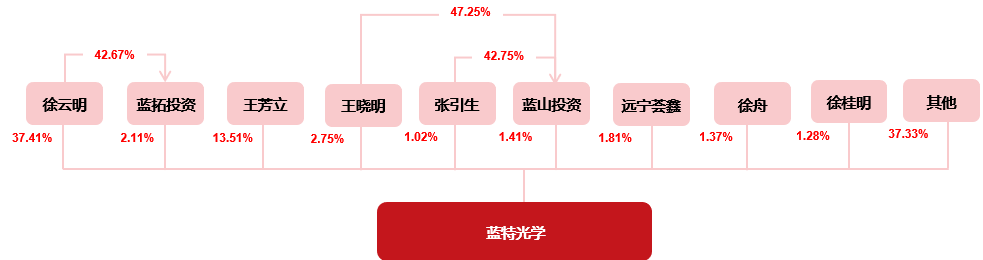 47.25%
42.67%
42.75%
徐云明
蓝拓投资
王芳立
王晓明
张引生
蓝山投资
远宁荟鑫
徐舟
徐桂明
其他
37.41%
2.11%
13.51%
2.75%
1.02%
1.41%
1.81%
1.37%
1.28%
37.33%
蓝特光学